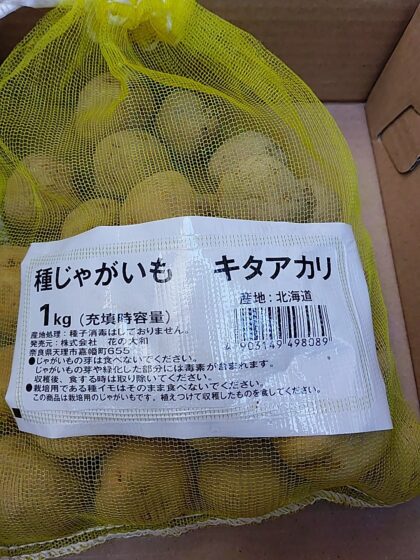 種じゃがいも キタアカリ
1kg（充填時容量）
産地：北海道
産地処理：種子消毒はしておりません。
発売元：株式会社 花の大和
奈良県天理市嘉幡町655
4903149498089
●じゃがいもの芽は食べないでください。
じゃがいもの芽や緑化した部分には毒素が含まれます。
収穫後、食する時は取り除いてください。
●栽培用である種イモはそのまま食べないでください。
この商品は栽培用のじゃがいもです。植えつけて収穫したものを食してください。